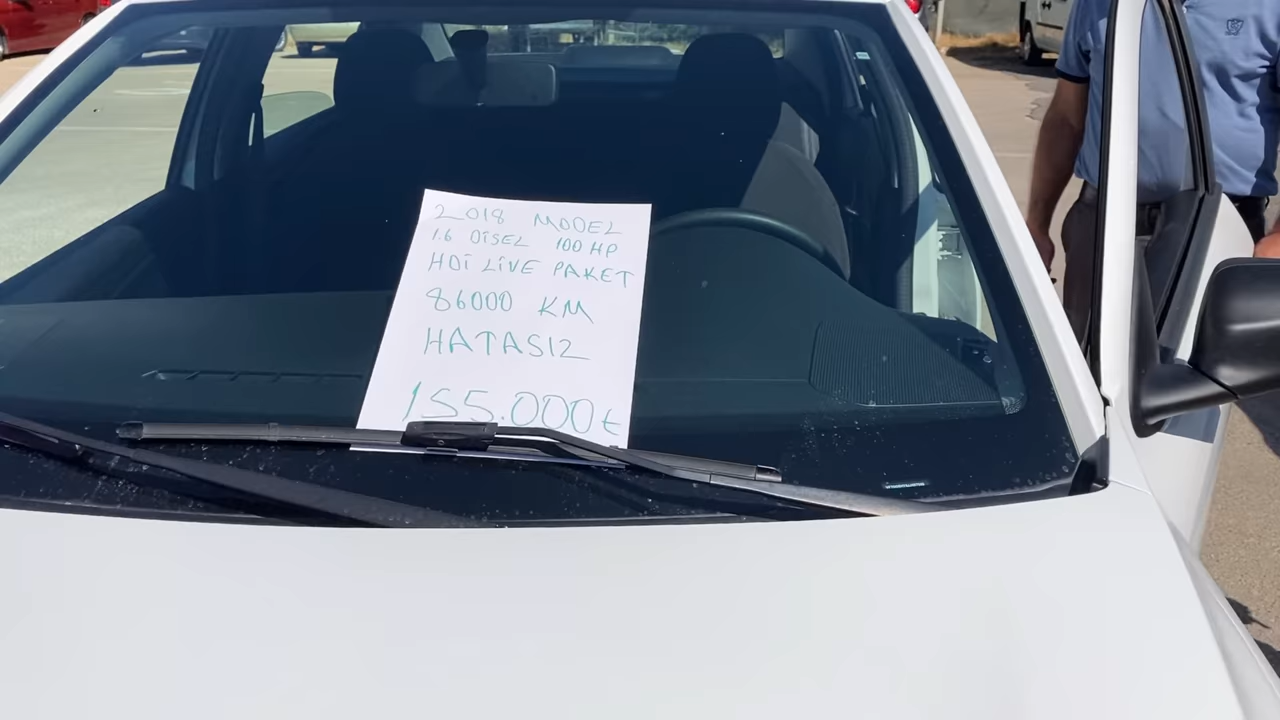 2018 MODEL
1.6 DİSEL 100 HP
HDİ LİVE PAKET
86000 KM
HATASIZ
155.000₺